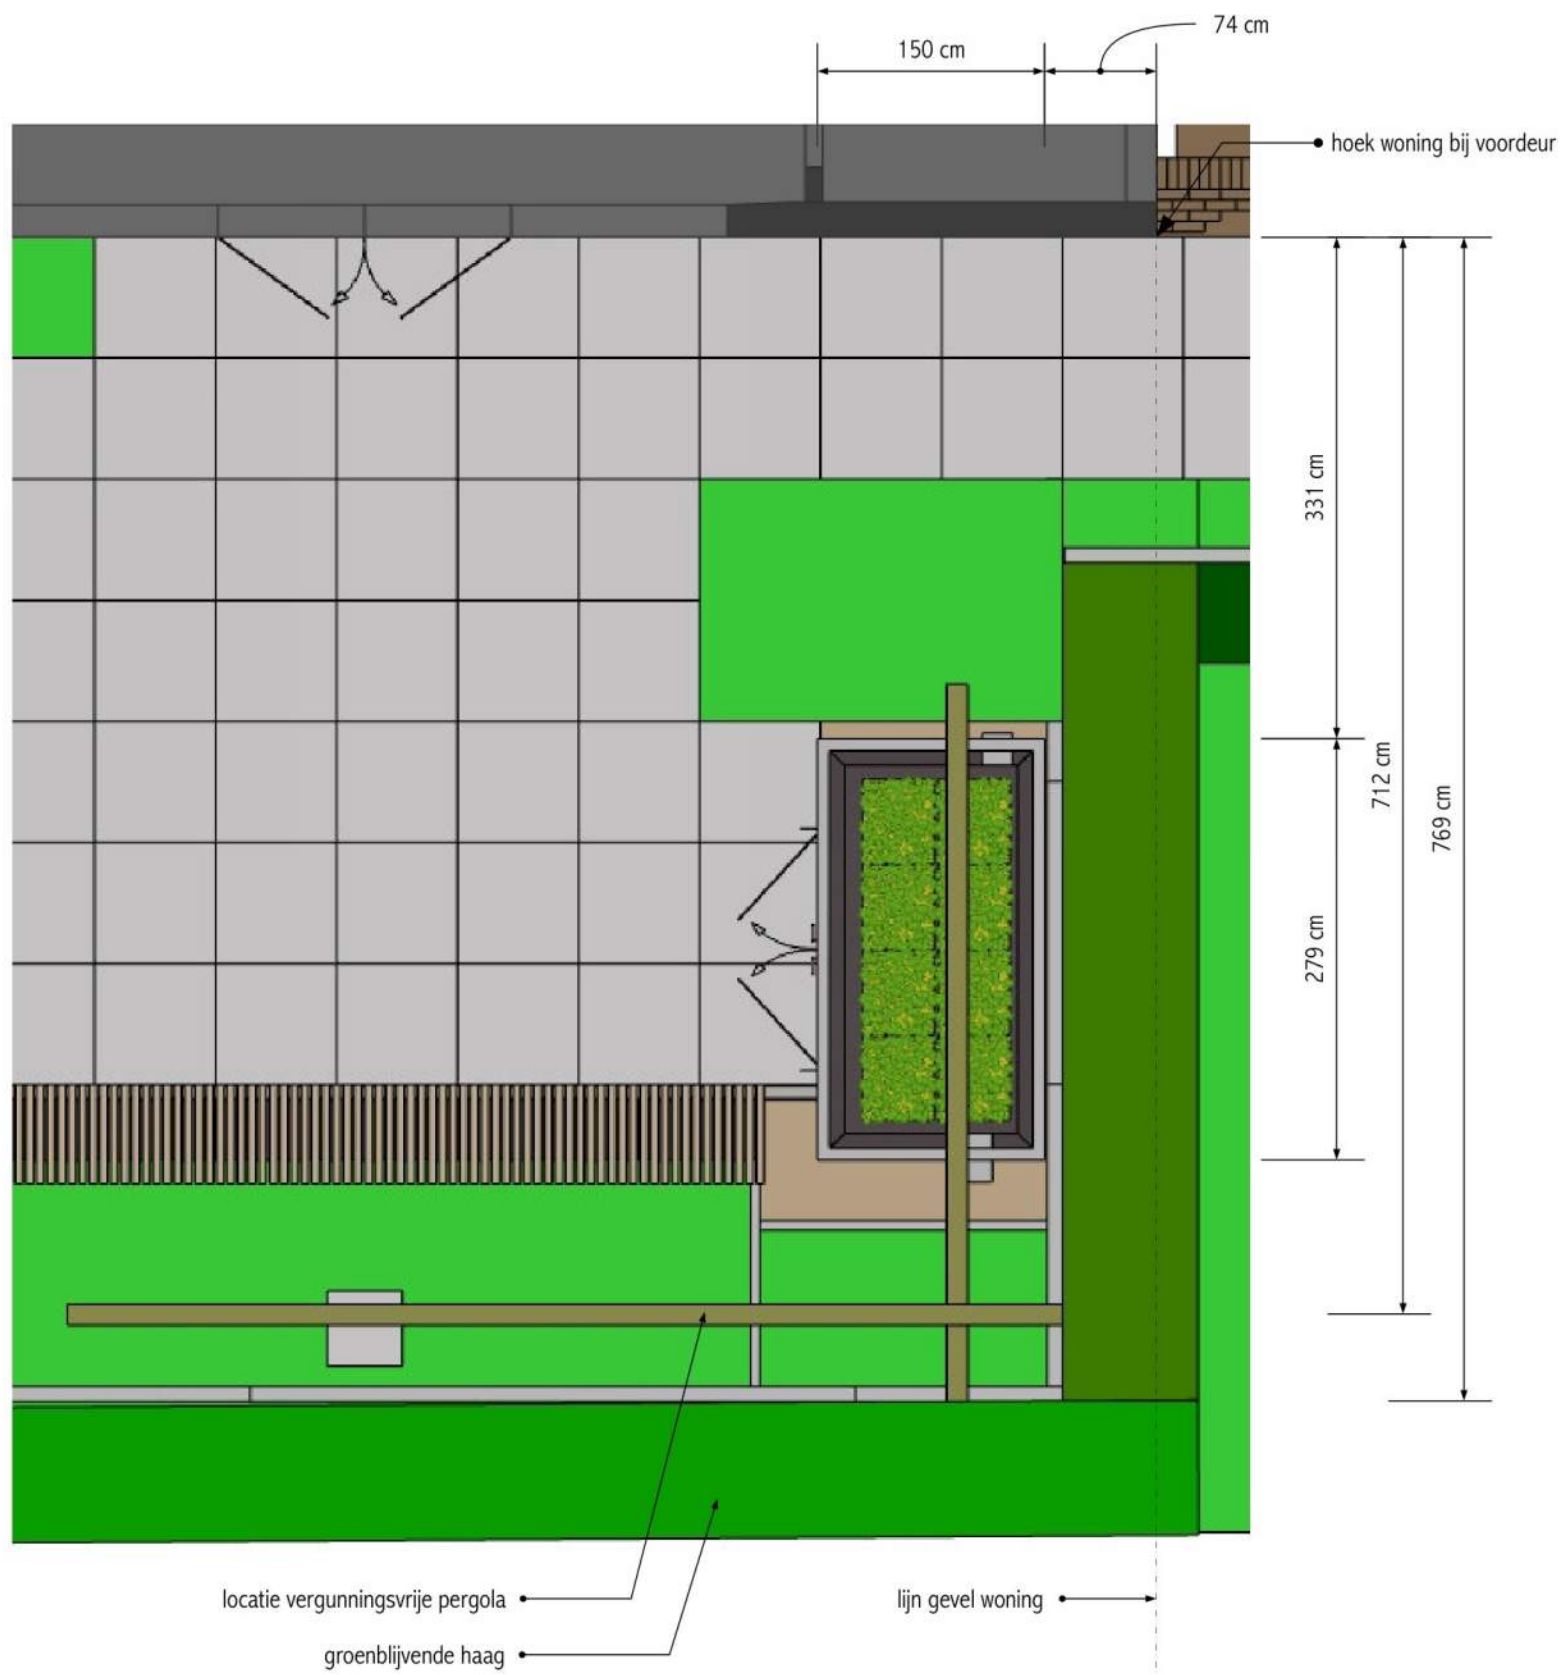 74 cm
150 cm
hoek woning bij voordeur
331 cm
712 cm
769 cm
279 cm
locatie vergunningsvrije pergola
lijn gevel woning
groenblijvende haag